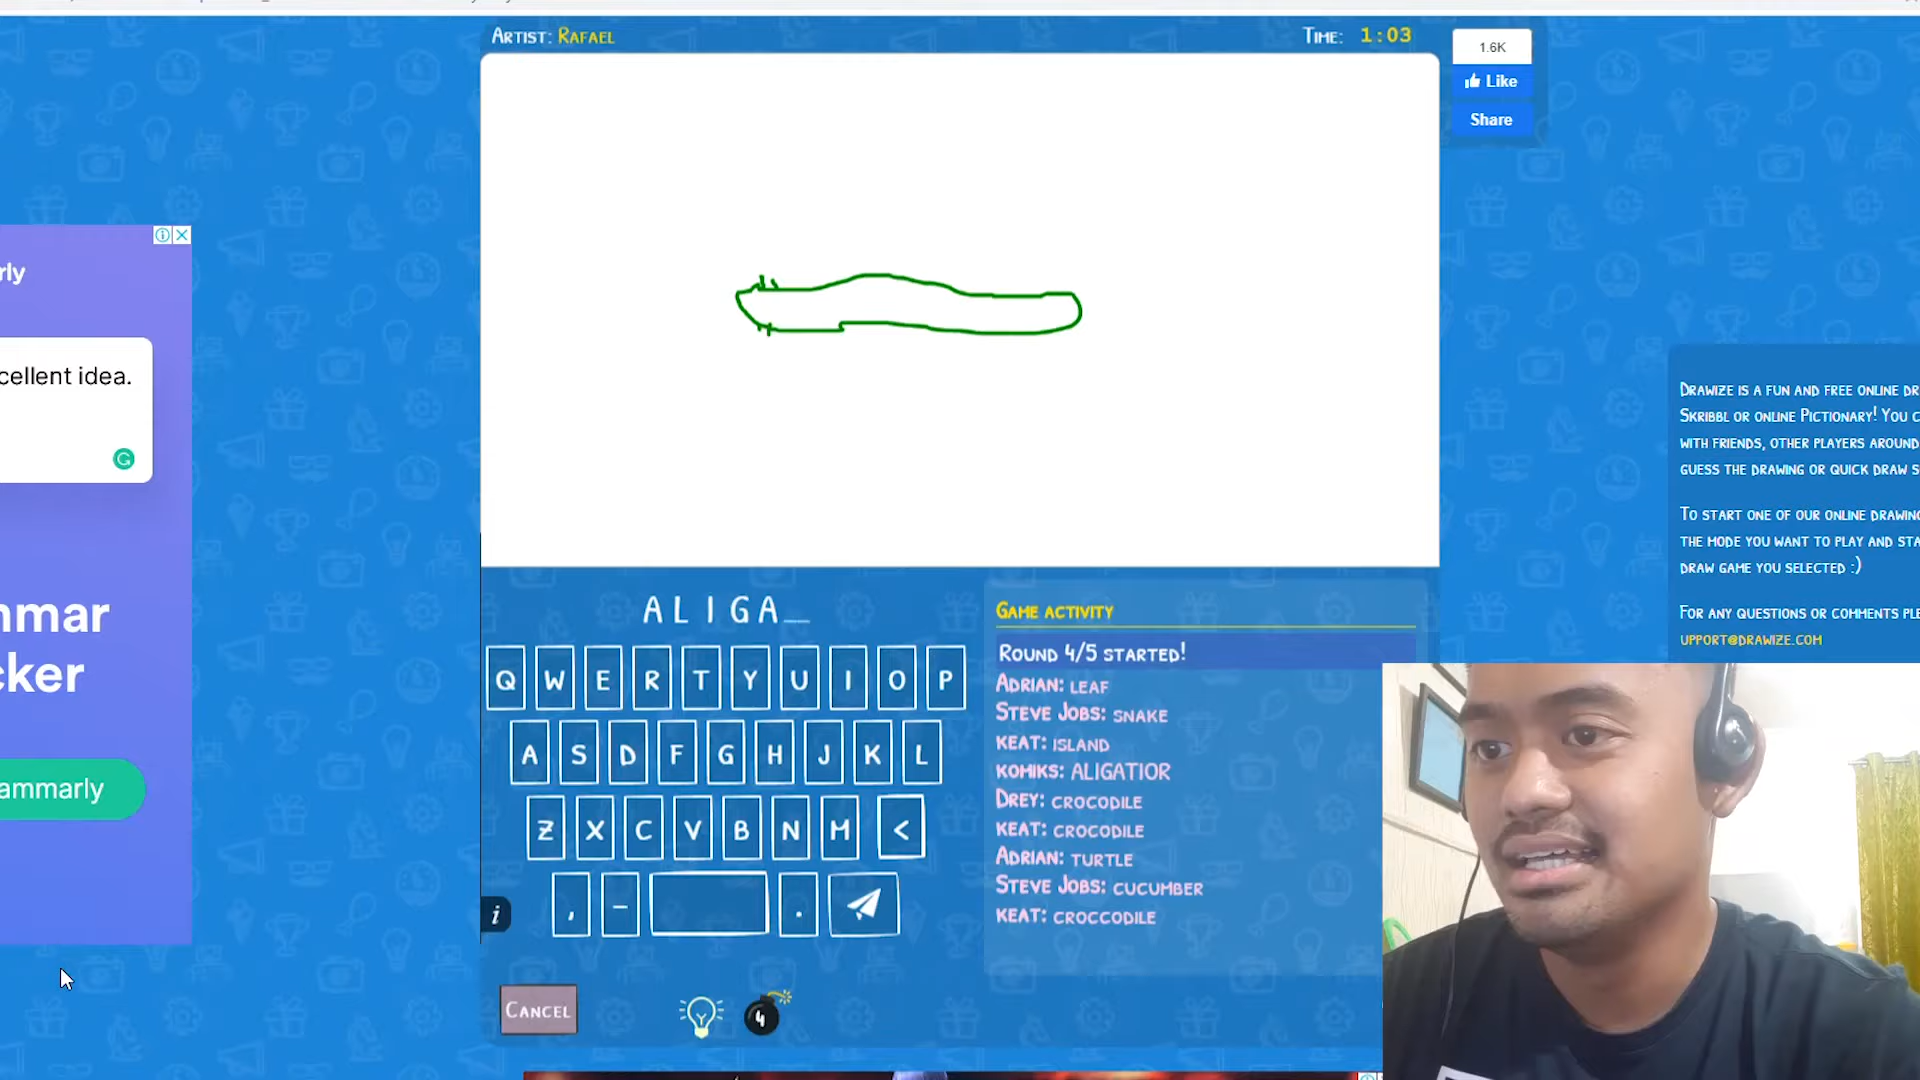 ARTIST: RAFAEL
TIME: 1:03
1.6K
Like
Share
rly
cellent idea.
mmar
cker
ammarly
ALIGA_
Q W E R T Y U I O P
A S D F G H J K L
Z X C V B N M <
, - .
i
CANCEL
Y
4
GAME ACTIVITY
ROUND 4/5 STARTED!
ADRIAN: LEAF
STEVE JOBS: SNAKE
KEAT: ISLAND
KOMIKS: ALIGATIOR
DREY: CROCODILE
KEAT: CROCODILE
ADRIAN: TURTLE
STEVE JOBS: CUCUMBER
KEAT: CROCCODILE
DRAWIZE IS A FUN AND FREE ONLINE DR
SKRIBBL OR ONLINE PICTIONARY! YOU C
WITH FRIENDS, OTHER PLAYERS AROUND
GUESS THE DRAWING OR QUICK DRAW S
TO START ONE OF OUR ONLINE DRAWING
THE MODE YOU WANT TO PLAY AND STA
DRAW GAME YOU SELECTED :)
FOR ANY QUESTIONS OR COMMENTS PLE
UPPORT@DRAWIZE.COM